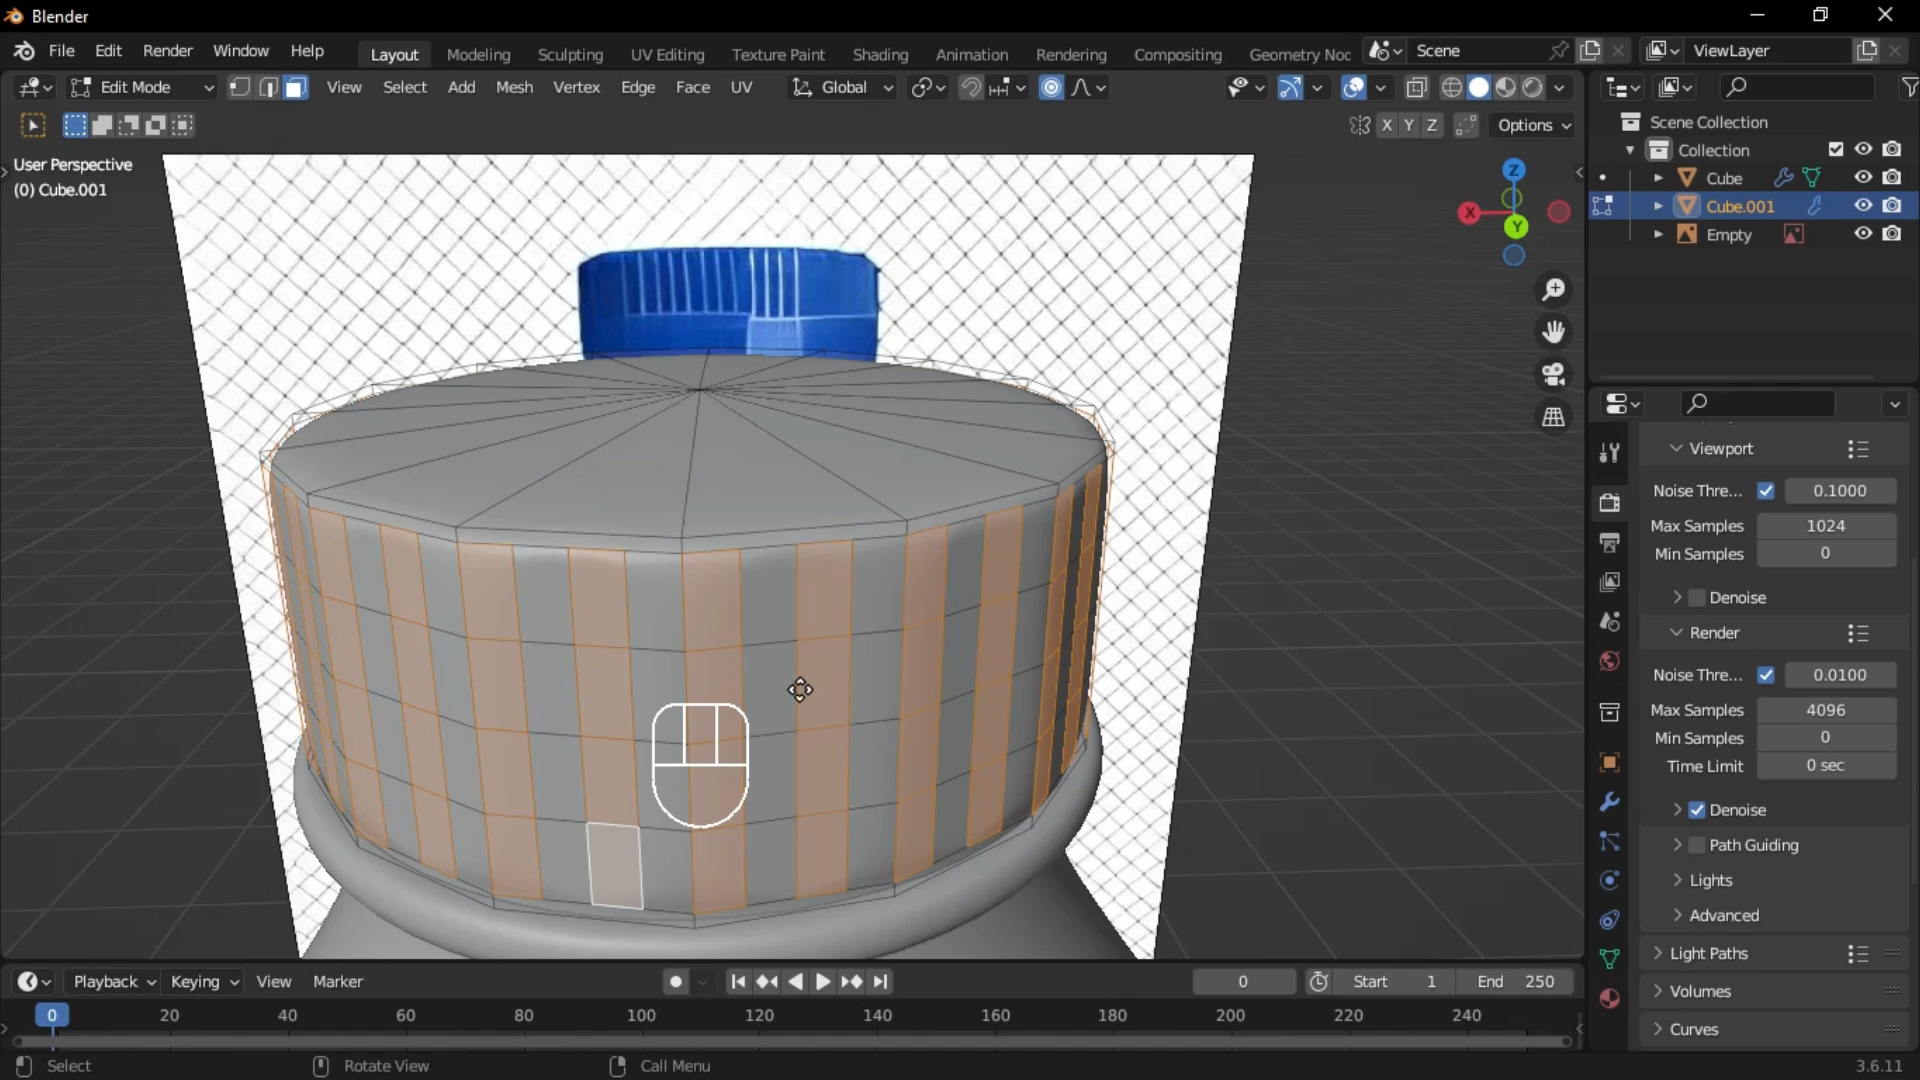 Blender
File Edit Render Window Help Layout Modeling Sculpting UV Editing Texture Paint Shading Animation Rendering Compositing Geometry Noc Scene ViewLayer
Edit Mode View Select Add Mesh Vertex Edge Face UV Global
X Y Z Options
User Perspective
(0) Cube.001
Z
X
Y
Scene Collection
Collection
Cube
Cube.001
Empty
Viewport
Noise Thre... 0.1000
Max Samples 1024
Min Samples 0
Denoise
Render
Noise Thre... 0.0100
Max Samples 4096
Min Samples 0
Time Limit 0 sec
Denoise
Path Guiding
Lights
Advanced
Light Paths
Volumes
Curves
Playback Keying View Marker 0 Start 1 End 250
0 20 40 60 80 100 120 140 160 180 200 220 240
Select Rotate View Call Menu 3.6.11